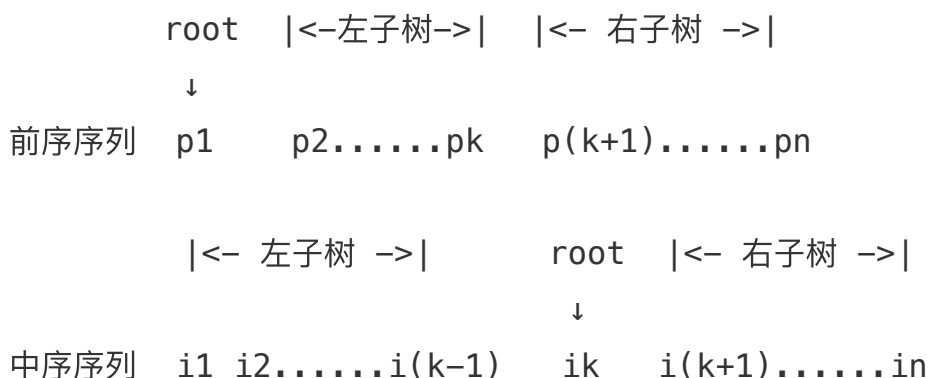 root |<-左子树->| |<- 右子树 ->|
↓
前序序列 p1 p2......pk p(k+1)......pn
|<- 左子树 ->| root |<- 右子树 ->|
↓
中序序列 i1 i2......i(k-1) ik i(k+1)......in